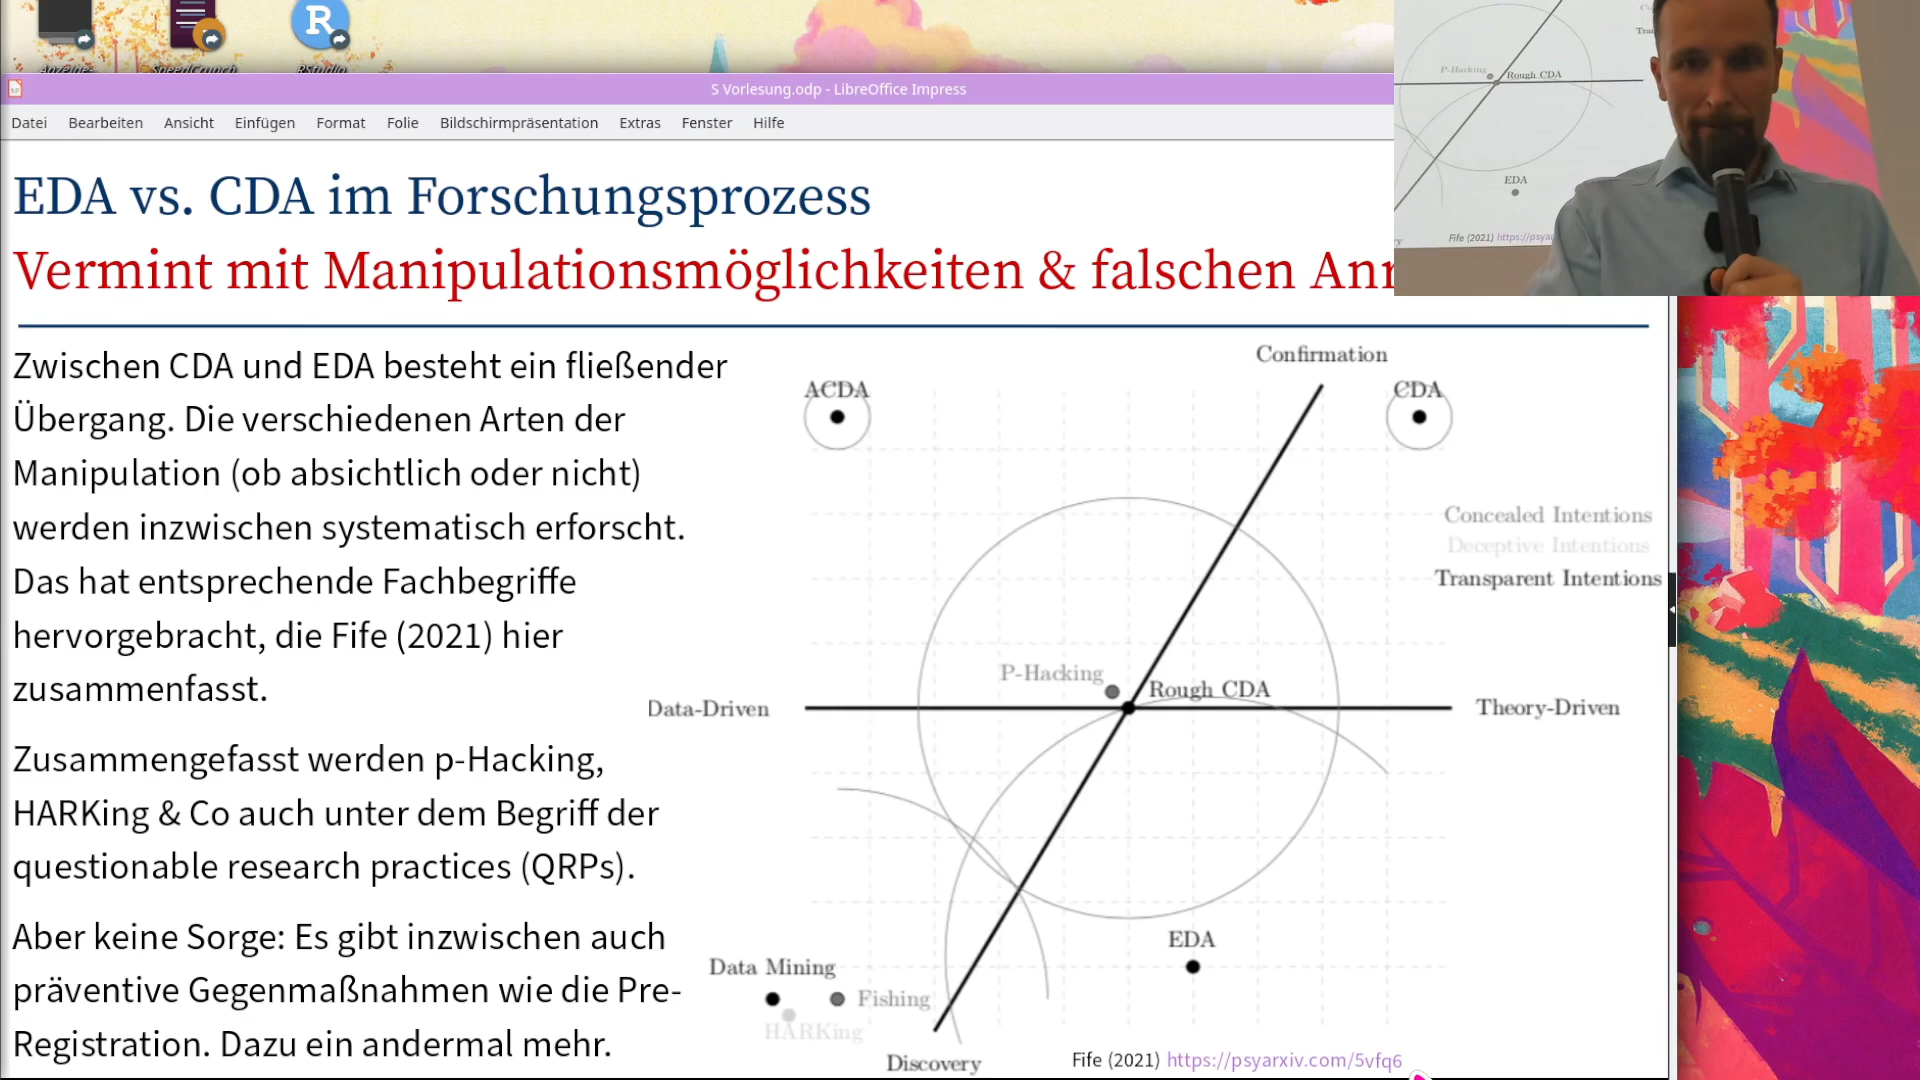 Anzeige-
SpeedCrunch
RStudio
S Vorlesung.odp - LibreOffice Impress
Datei Bearbeiten Ansicht Einfügen Format Folie Bildschirmpräsentation Extras Fenster Hilfe
EDA vs. CDA im Forschungsprozess
Vermint mit Manipulationsmöglichkeiten & falschen
Zwischen CDA und EDA besteht ein fließender
Übergang. Die verschiedenen Arten der
Manipulation (ob absichtlich oder nicht)
werden inzwischen systematisch erforscht.
Das hat entsprechende Fachbegriffe
hervorgebracht, die Fife (2021) hier
zusammenfasst.
Zusammengefasst werden p-Hacking,
HARKing & Co auch unter dem Begriff der
questionable research practices (QRPs).
Aber keine Sorge: Es gibt inzwischen auch
präventive Gegenmaßnahmen wie die Pre-
Registration. Dazu ein andermal mehr.
Confirmation
ACDA
CDA
Concealed Intentions
Deceptive Intentions
Transparent Intentions
P-Hacking
Rough CDA
Data-Driven
Theory-Driven
EDA
Data Mining
Fishing
HARKing
Discovery
Fife (2021) https://psyarxiv.com/5vfq6
P-Hacking
Rough CDA
EDA
Fife (2021)